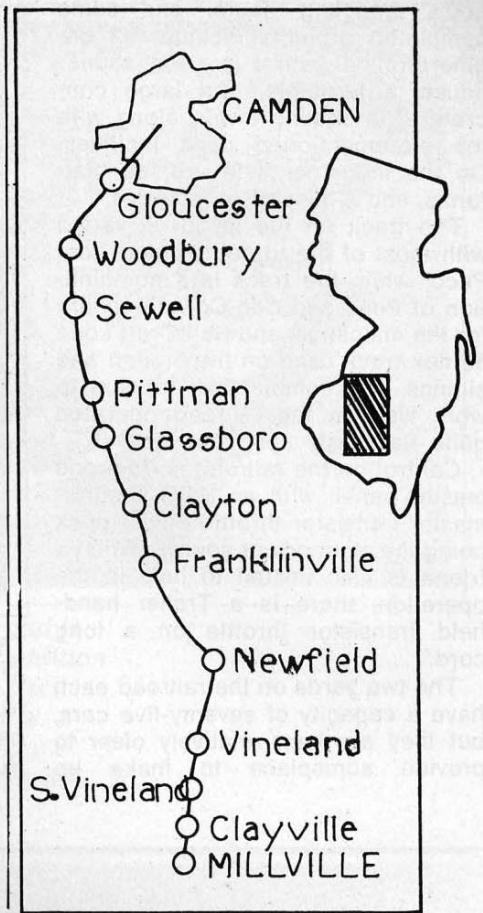 CAMDEN
Gloucester
Woodbury
Sewell
Pittman
Glassboro
Clayton
Franklinville
Newfield
Vineland
S.Vineland
Clayville
MILLVILLE